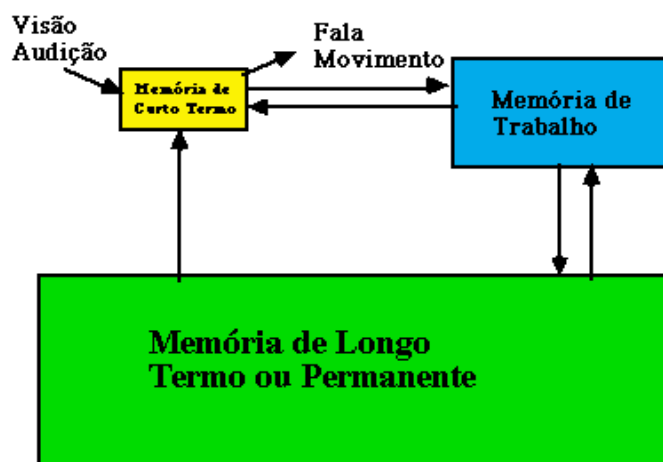 Visão
Audição
Fala
Movimento
Memória de
Curto Termo
Memória de
Trabalho
Memória de Longo
Termo ou Permanente